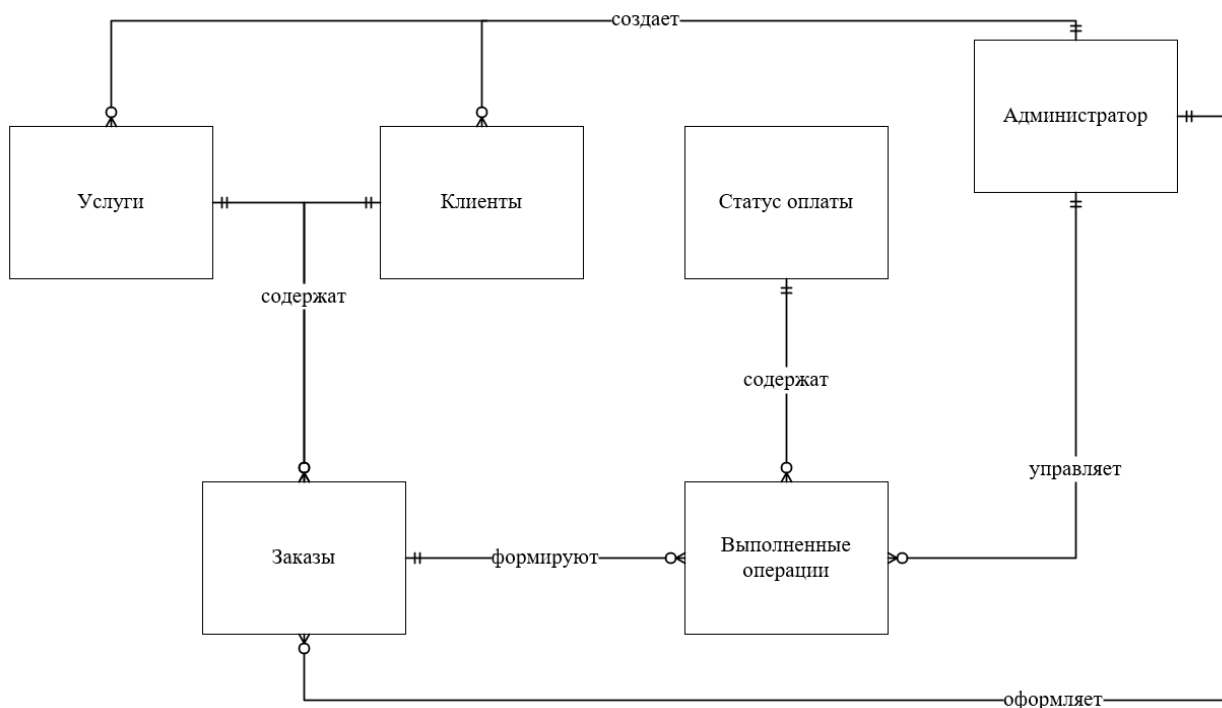 создает
Администратор
Услуги
Клиенты
Статус оплаты
содержат
содержат
управляет
Заказы
формируют
Выполненные
операции
оформляет